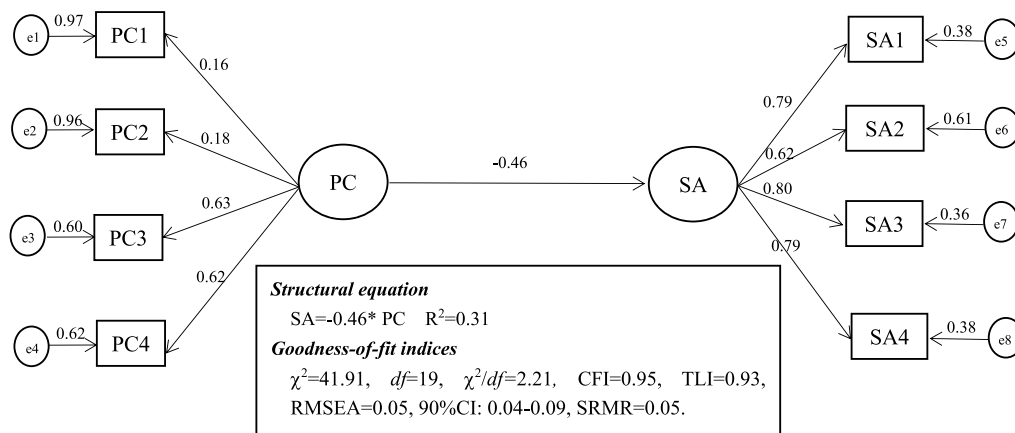 e1 0.97 PC1
0.16
e2 0.96 PC2
0.18
e3 0.60 PC3
0.63
e4 0.62 PC4
0.62
PC
-0.46
SA
SA1 0.38 e5
0.79
SA2 0.61 e6
0.62
SA3 0.36 e7
0.80
SA4 0.38 e8
0.79
Structural equation
SA=-0.46* PC R²=0.31
Goodness-of-fit indices
χ²=41.91, df=19, χ²/df=2.21, CFI=0.95, TLI=0.93,
RMSEA=0.05, 90%CI: 0.04-0.09, SRMR=0.05.